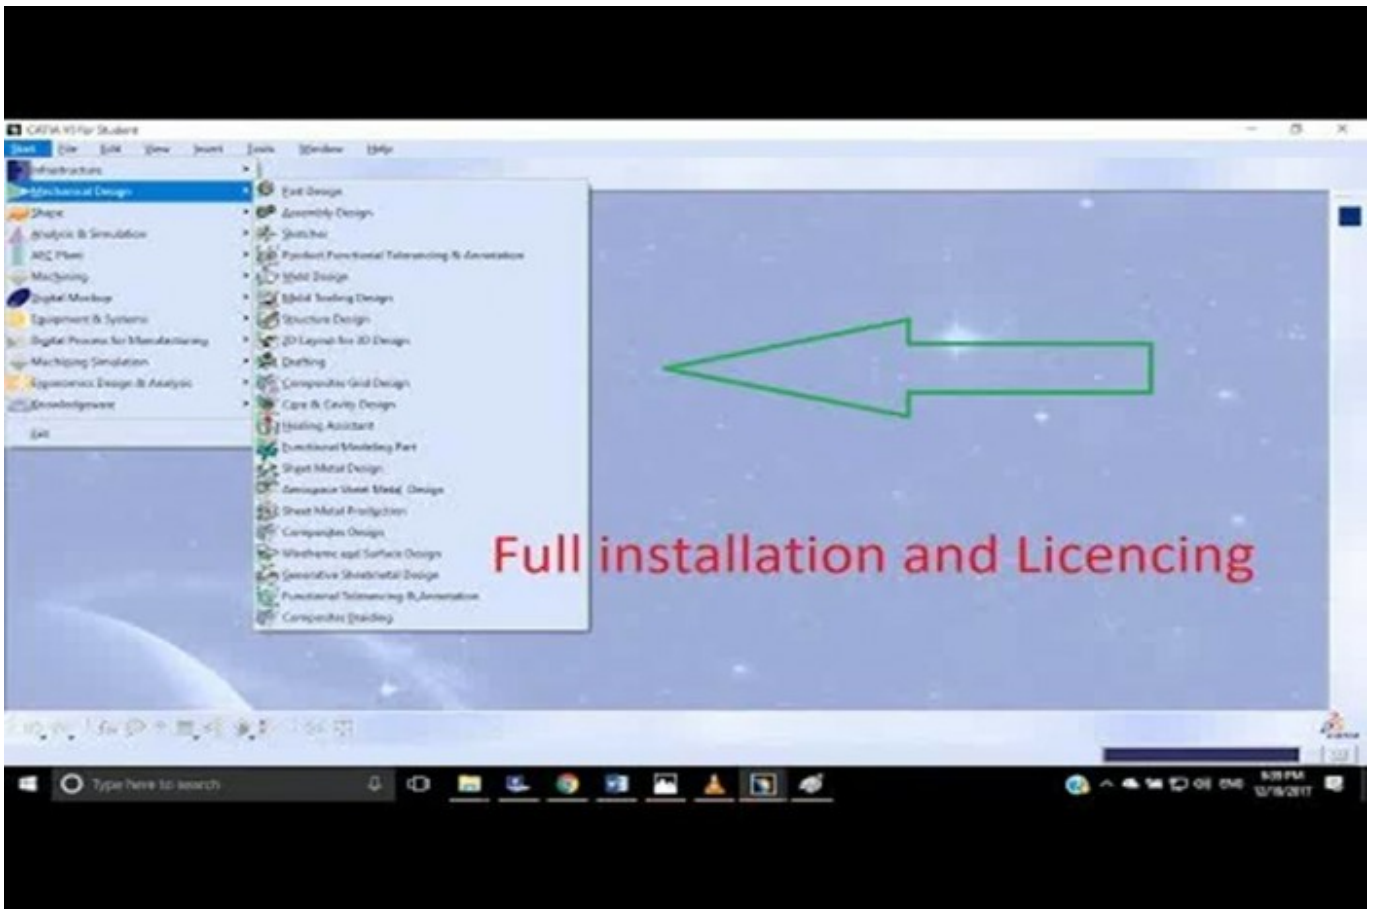 CATIA V5 For Student
Start File Edit View Insert Tools Window Help
Infrastructure
Mechanical Design
Shape
Analysis & Simulation
AEC Plant
Machining
Digital Mockup
Equipment & Systems
Digital Process for Manufacturing
Machining Simulation
Ergonomics Design & Analysis
Knowledgeware
Exit
Part Design
Assembly Design
Sketcher
Product Functional Tolerancing & Annotation
Mold Design
Mold Tooling Design
Structure Design
2D Layout for 3D Design
Drafting
Composites Grid Design
Core & Cavity Design
Healing Assistant
Functional Modeling Part
Sheet Metal Design
Aerospace Sheet Metal Design
Sheet Metal Production
Composites Design
Wireframe and Surface Design
Generative Sheetmetal Design
Functional Tolerancing & Annotation
Composites Braiding
Full installation and Licencing
Type here to search
ENG